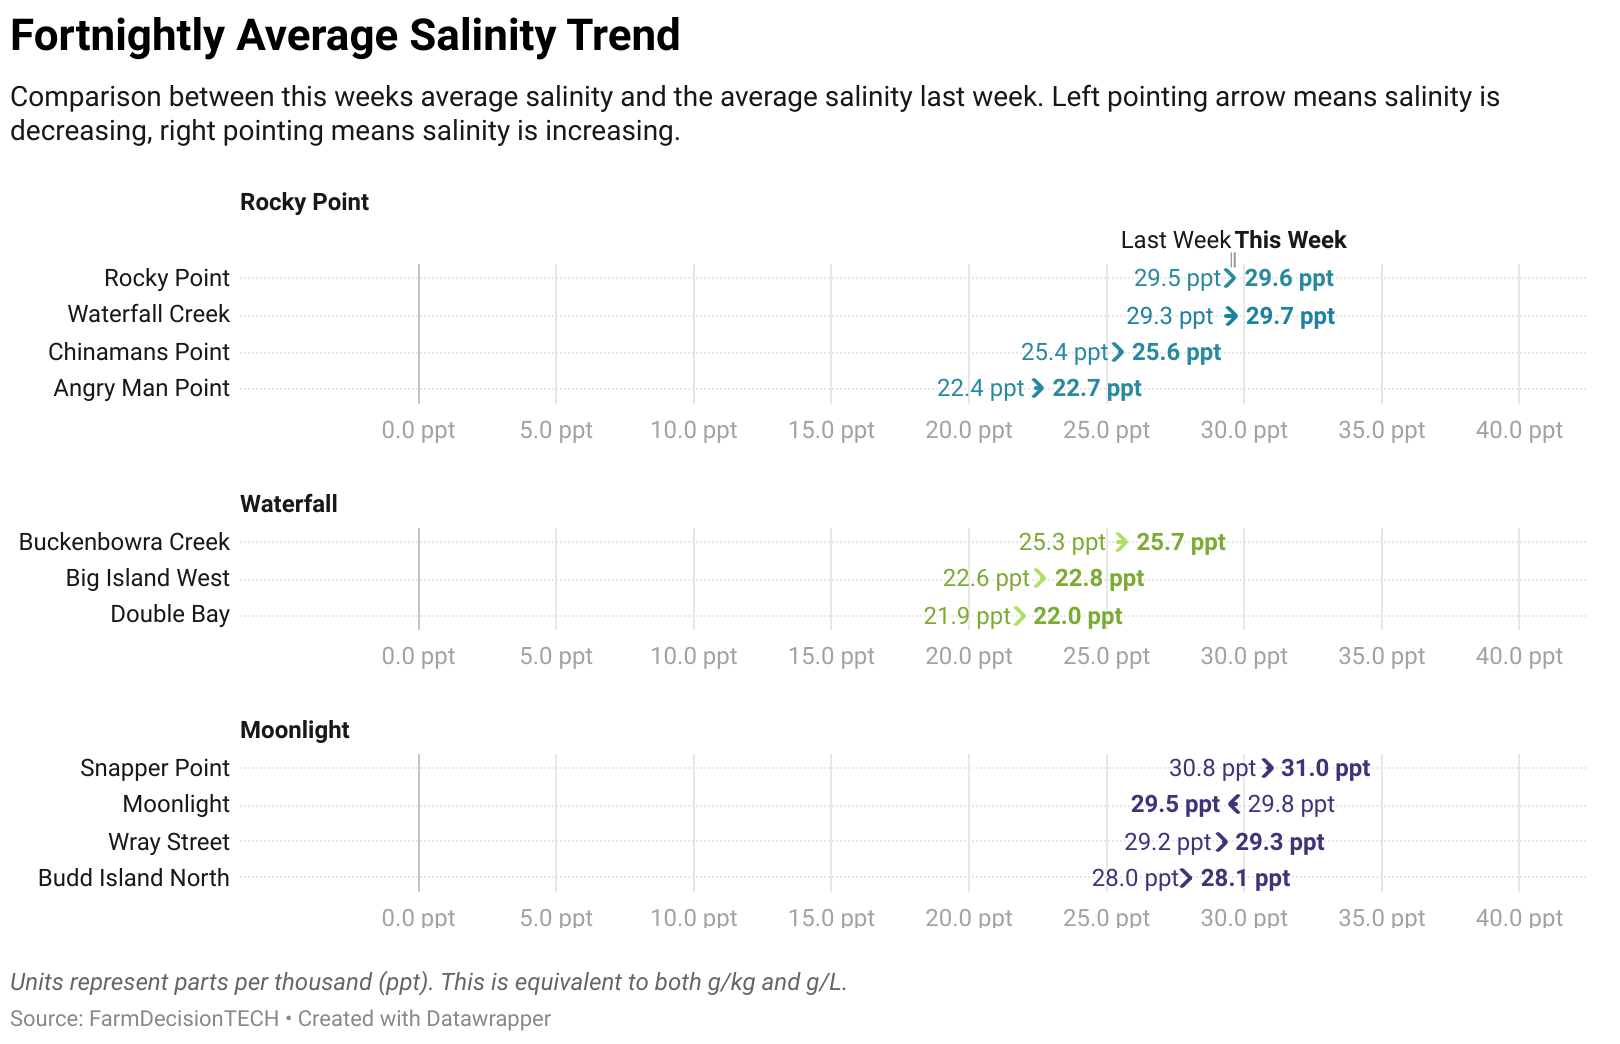 Fortnightly Average Salinity Trend
Comparison between this weeks average salinity and the average salinity last week. Left pointing arrow means salinity is
decreasing, right pointing means salinity is increasing.
Rocky Point
Last Week This Week
Rocky Point 29.5 ppt 29.6 ppt
Waterfall Creek 29.3 ppt 29.7 ppt
Chinamans Point 25.4 ppt 25.6 ppt
Angry Man Point 22.4 ppt 22.7 ppt
0.0 ppt 5.0 ppt 10.0 ppt 15.0 ppt 20.0 ppt 25.0 ppt 30.0 ppt 35.0 ppt 40.0 ppt
Waterfall
Buckenbowra Creek 25.3 ppt 25.7 ppt
Big Island West 22.6 ppt 22.8 ppt
Double Bay 21.9 ppt 22.0 ppt
0.0 ppt 5.0 ppt 10.0 ppt 15.0 ppt 20.0 ppt 25.0 ppt 30.0 ppt 35.0 ppt 40.0 ppt
Moonlight
Snapper Point 30.8 ppt 31.0 ppt
Moonlight 29.5 ppt 29.8 ppt
Wray Street 29.2 ppt 29.3 ppt
Budd Island North 28.0 ppt 28.1 ppt
0.0 ppt 5.0 ppt 10.0 ppt 15.0 ppt 20.0 ppt 25.0 ppt 30.0 ppt 35.0 ppt 40.0 ppt
Units represent parts per thousand (ppt). This is equivalent to both g/kg and g/L.
Source: FarmDecisionTECH • Created with Datawrapper